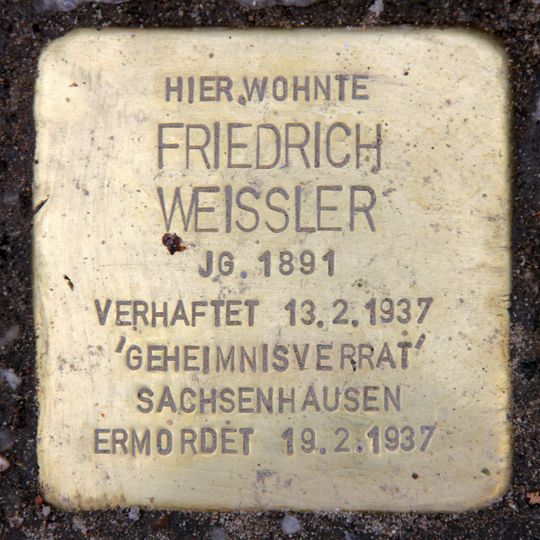 HIER WOHNTE
FRIEDRICH
WEISSLER
JG. 1891
VERHAFTET 13.2.1937
'GEHEIMNISVERRAT'
SACHSENHAUSEN
ERMORDET 19.2.1937